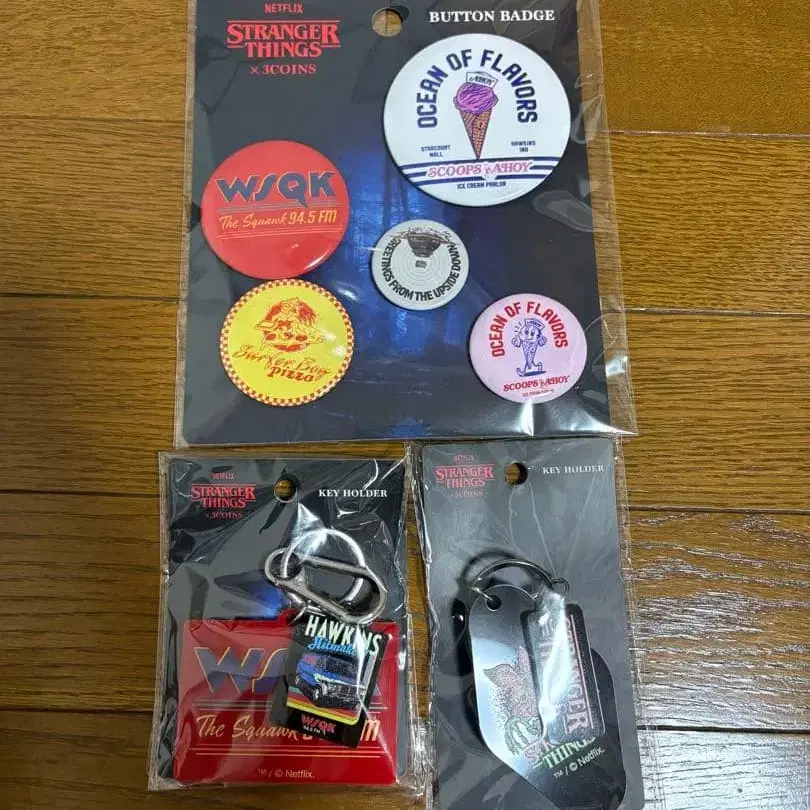 NETFLIX
STRANGER
THINGS
× 3COINS
BUTTON BADGE
OCEAN OF FLAVORS
AHOY
STARCOURT
MALL
HAWKINS
IND
SCOOPS AHOY
ICE CREAM PARLOR
WSQK
The Squawk 94.5 FM
GREETINGS FROM THE UPSIDE DOWN
Surfer Boy
Pizza
OCEAN OF FLAVORS
SCOOPS AHOY
NETFLIX
STRANGER
THINGS
× 3COINS
KEY HOLDER
HAWKINS
WSQK
WSQK
The Squawk
™ / © Netflix.
NETFLIX
STRANGER
THINGS
× 3COINS
KEY HOLDER
STRANGER
THINGS
™ / © Netflix.